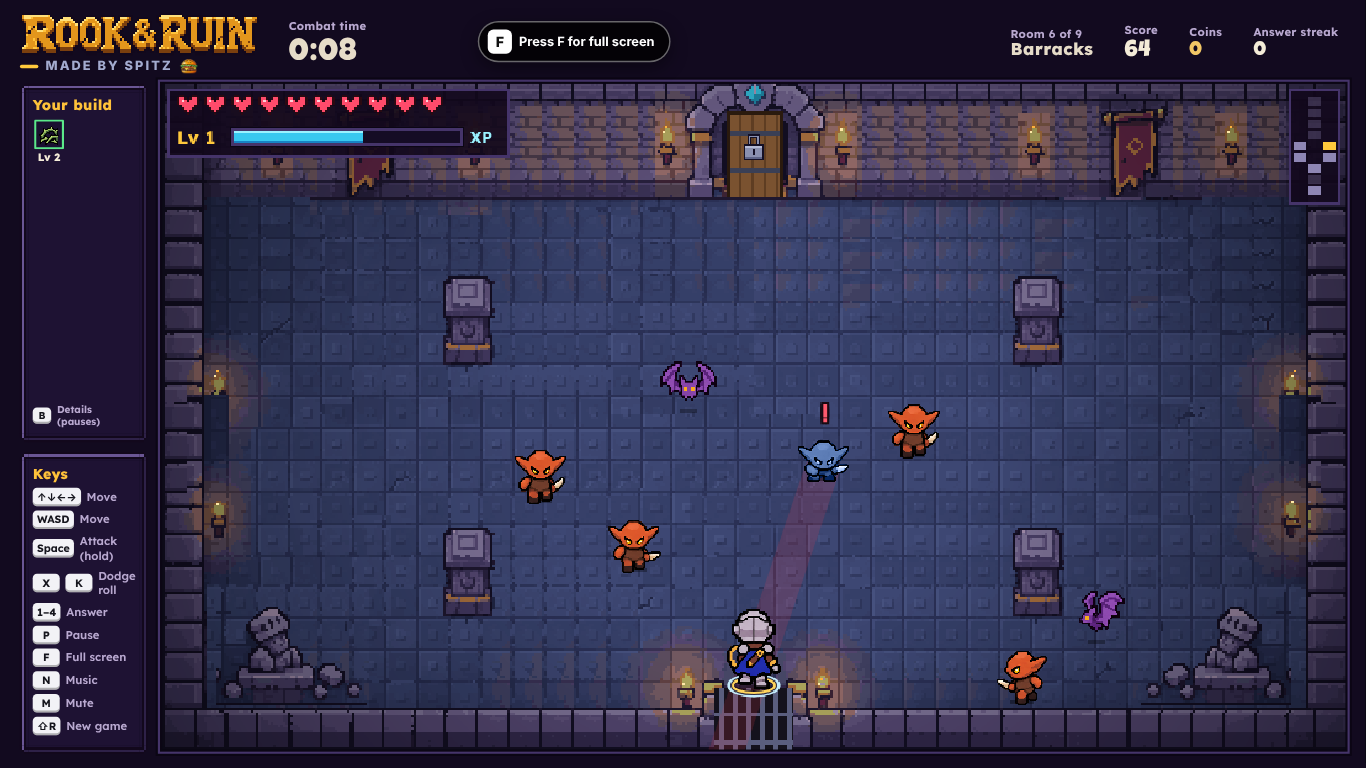 ROOK & RUIN
MADE BY SPITZ
Combat time
0:08
F Press F for full screen
Room 6 of 9
Barracks
Score
64
Coins
0
Answer streak
0
Your build
Lv 2
B Details
(pauses)
Lv 1
XP
!
Keys
↑↓←→ Move
WASD Move
Space Attack
(hold)
X K Dodge
roll
1–4 Answer
P Pause
F Full screen
N Music
M Mute
⇧R New game